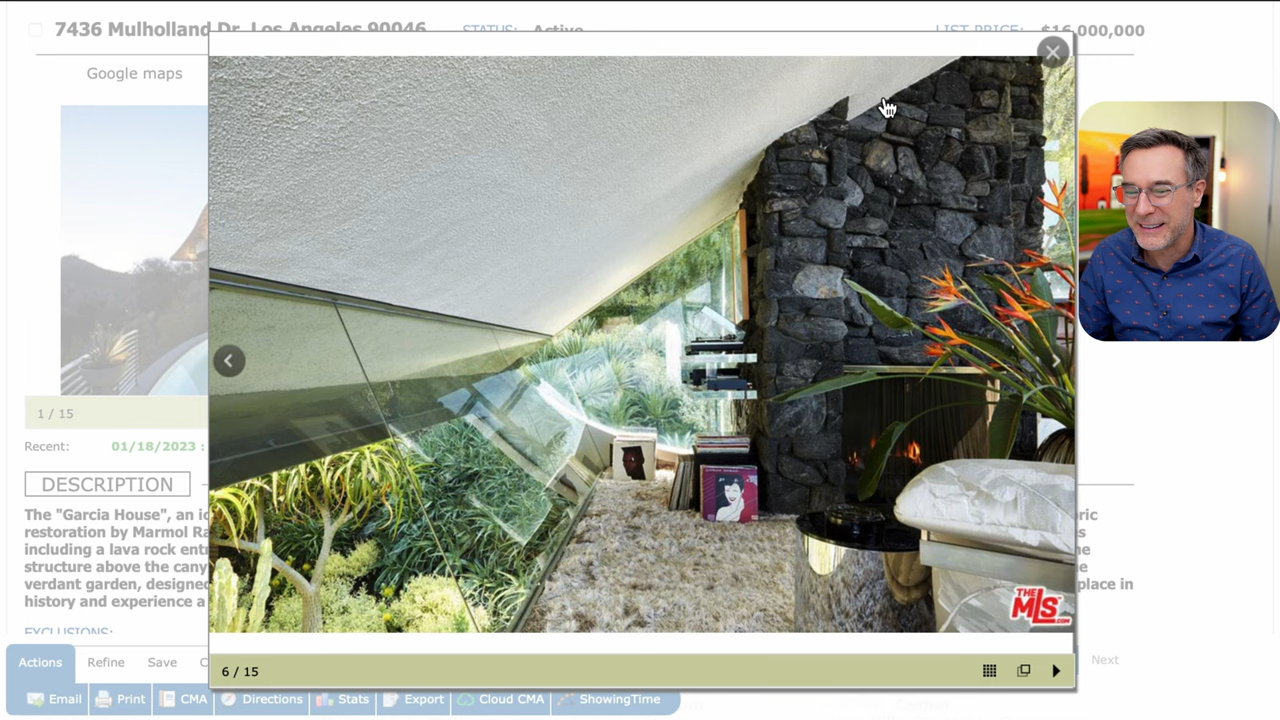 7436 Mulholland Dr, Los Angeles 90046 STATUS: Active LIST PRICE: $16,000,000
Google maps
1 / 15
Recent: 01/18/2023 :
DESCRIPTION
The "Garcia House", an ic
restoration by Marmol Ra
including a lava rock ent
structure above the cany
verdant garden, designed place in
history and experience a
EXCLUSIONS:
THE MLS .COM
6 / 15
Actions Refine Save Next
Email Print CMA Directions Stats Export Cloud CMA ShowingTime